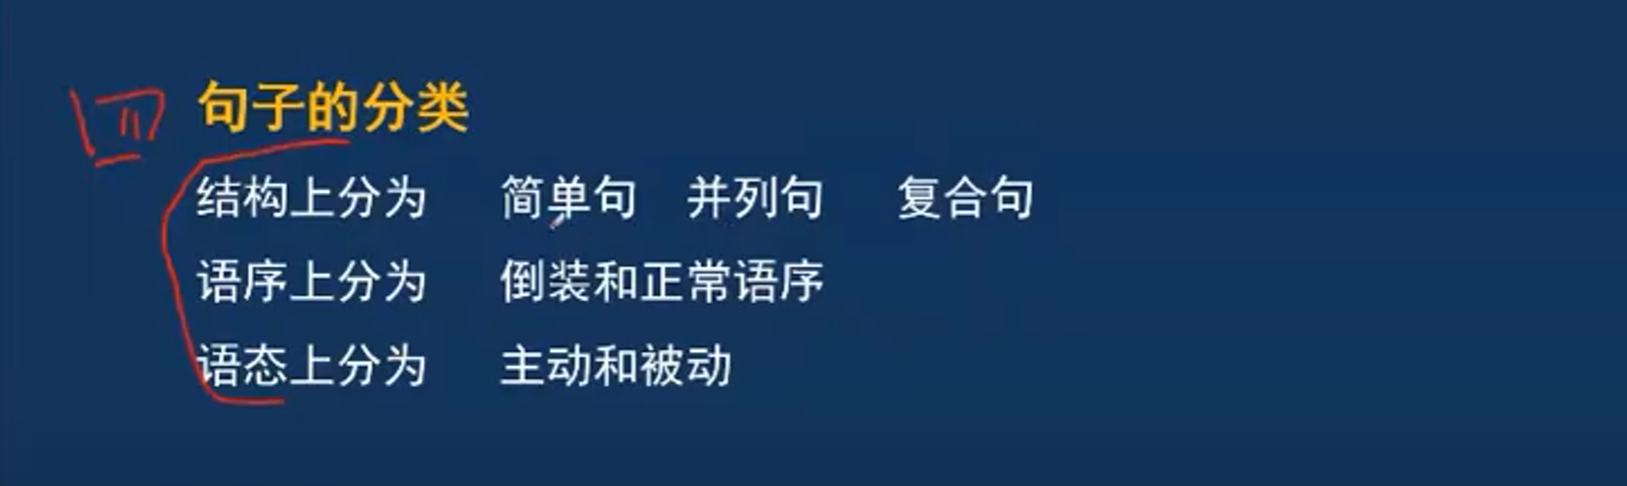 四 句子的分类
结构上分为 简单句 并列句 复合句
语序上分为 倒装和正常语序
语态上分为 主动和被动